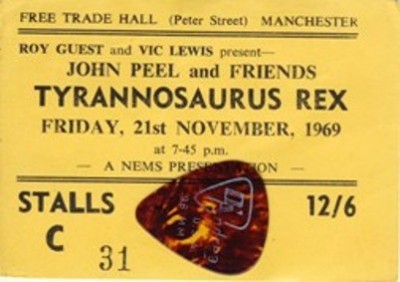 FREE TRADE HALL (Peter Street) MANCHESTER
ROY GUEST and VIC LEWIS present—
JOHN PEEL and FRIENDS
TYRANNOSAURUS REX
FRIDAY, 21st NOVEMBER, 1969
at 7-45 p.m.
— A NEMS PRESENTATION —
STALLS 12/6
C 31